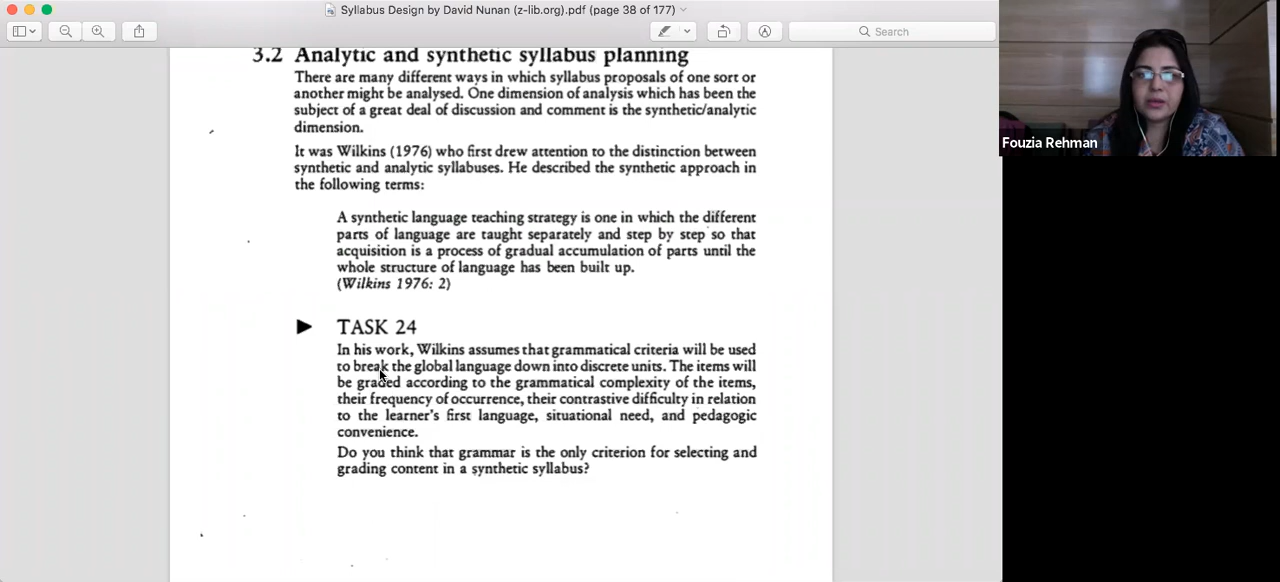 Syllabus Design by David Nunan (z-lib.org).pdf (page 38 of 177)
Search
3.2 Analytic and synthetic syllabus planning
There are many different ways in which syllabus proposals of one sort or
another might be analysed. One dimension of analysis which has been the
subject of a great deal of discussion and comment is the synthetic/analytic
dimension.
It was Wilkins (1976) who first drew attention to the distinction between
synthetic and analytic syllabuses. He described the synthetic approach in
the following terms:
A synthetic language teaching strategy is one in which the different
parts of language are taught separately and step by step so that
acquisition is a process of gradual accumulation of parts until the
whole structure of language has been built up.
(Wilkins 1976: 2)
TASK 24
In his work, Wilkins assumes that grammatical criteria will be used
to break the global language down into discrete units. The items will
be graded according to the grammatical complexity of the items,
their frequency of occurrence, their contrastive difficulty in relation
to the learner's first language, situational need, and pedagogic
convenience.
Do you think that grammar is the only criterion for selecting and
grading content in a synthetic syllabus?
Fouzia Rehman